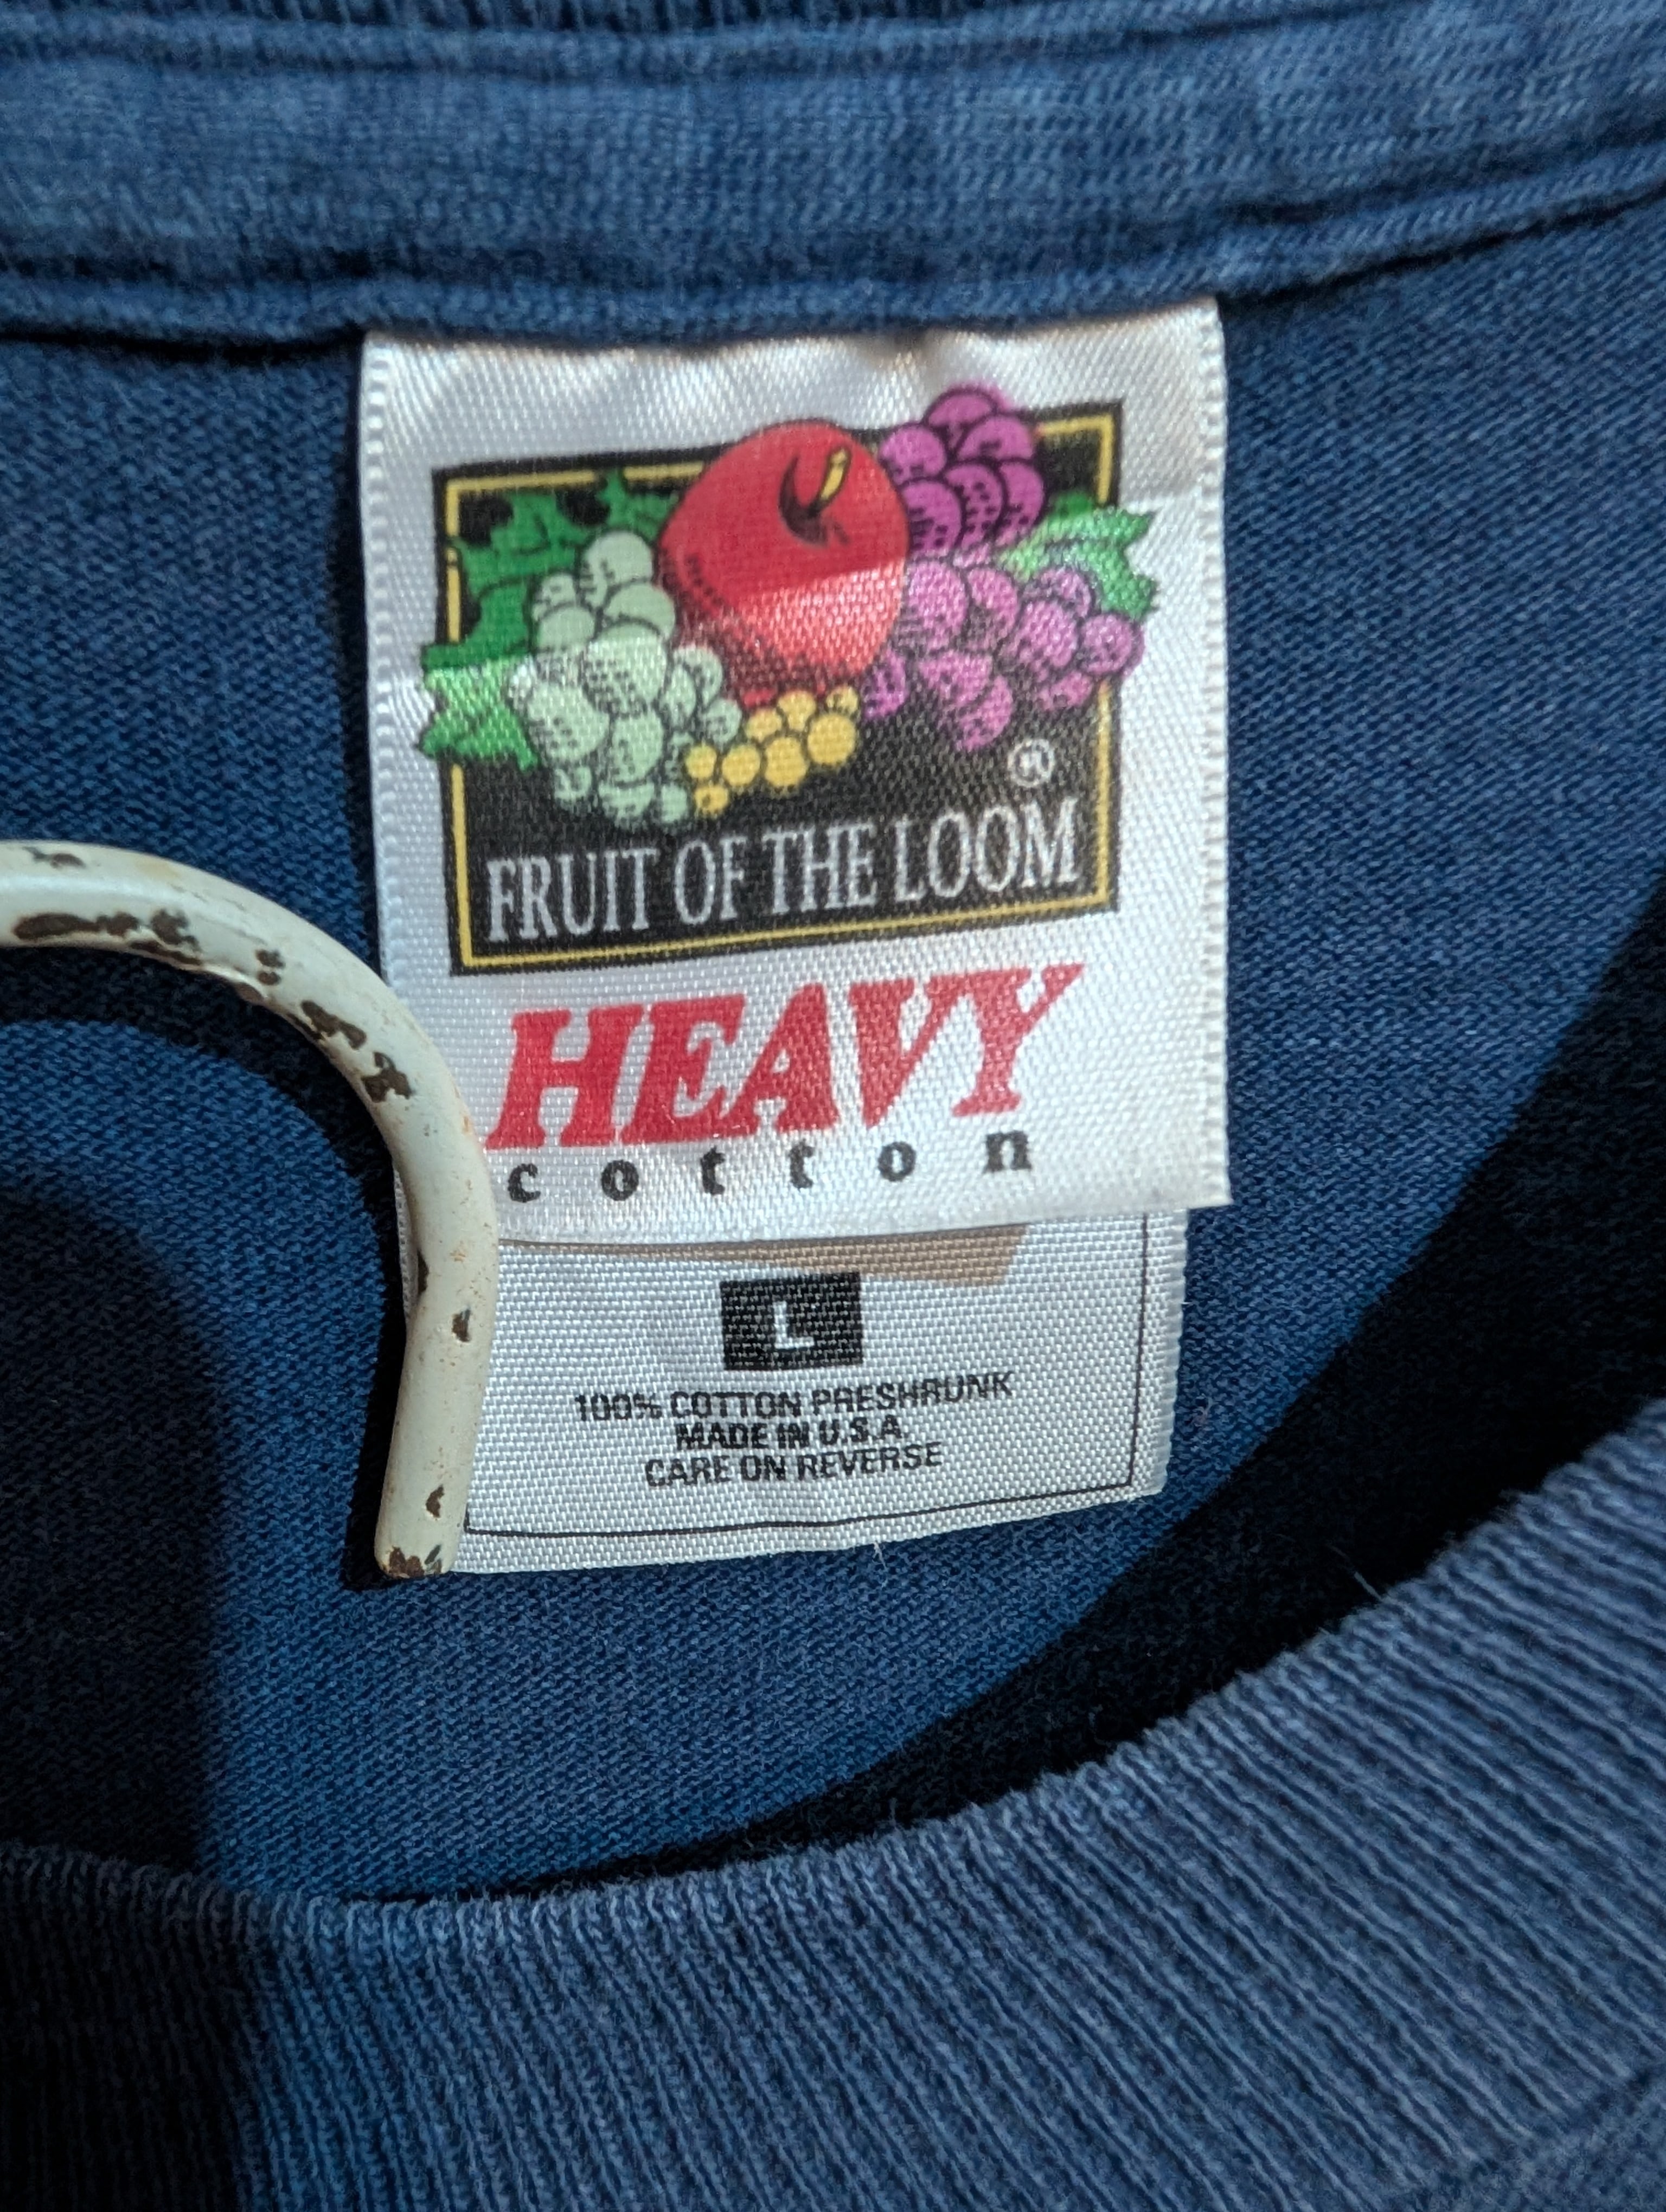 ®
FRUIT OF THE LOOM
HEAVY
cotton
L
100% COTTON PRESHRUNK
MADE IN U.S.A.
CARE ON REVERSE